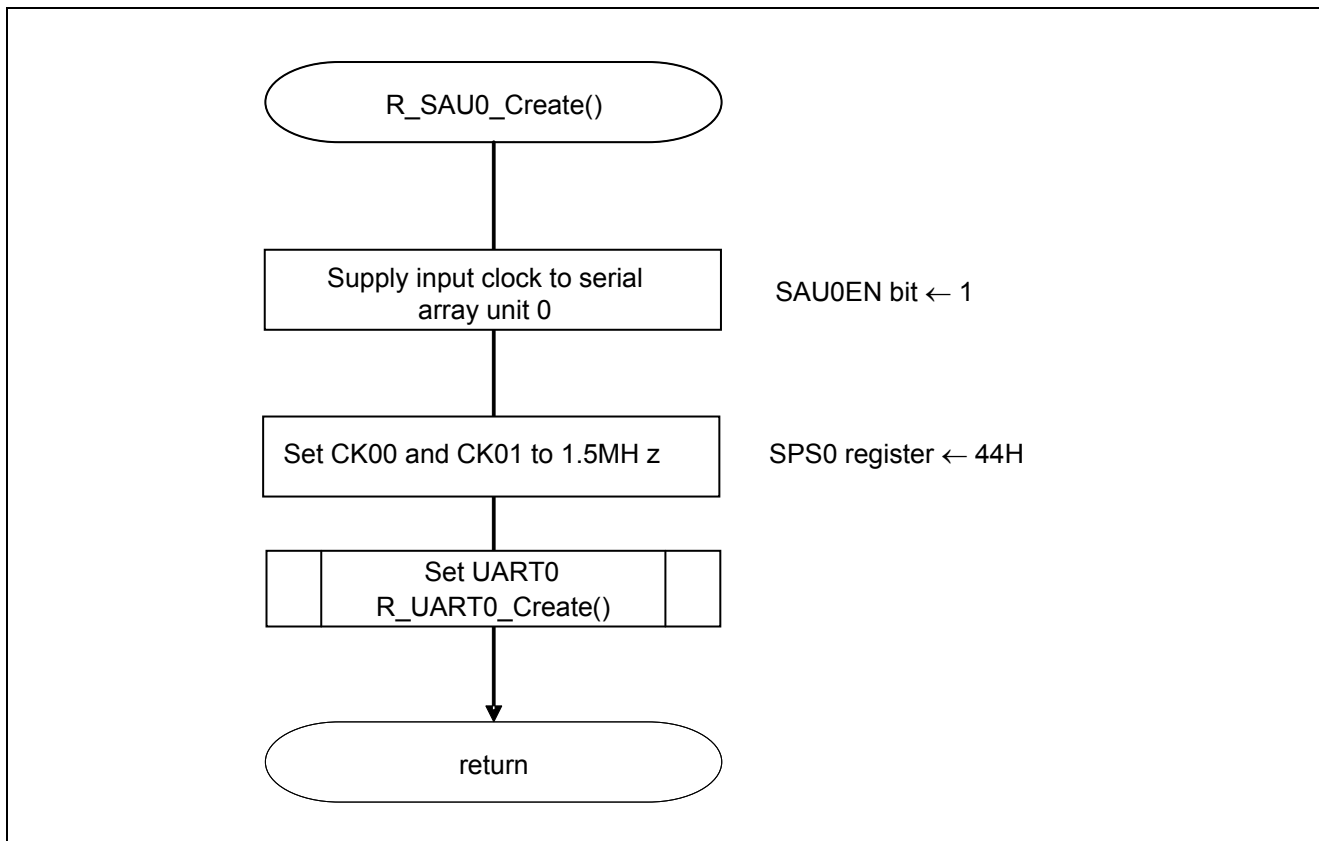 R_SAU0_Create()
Supply input clock to serial
array unit 0
SAU0EN bit ← 1
Set CK00 and CK01 to 1.5MH z
SPS0 register ← 44H
Set UART0
R_UART0_Create()
return